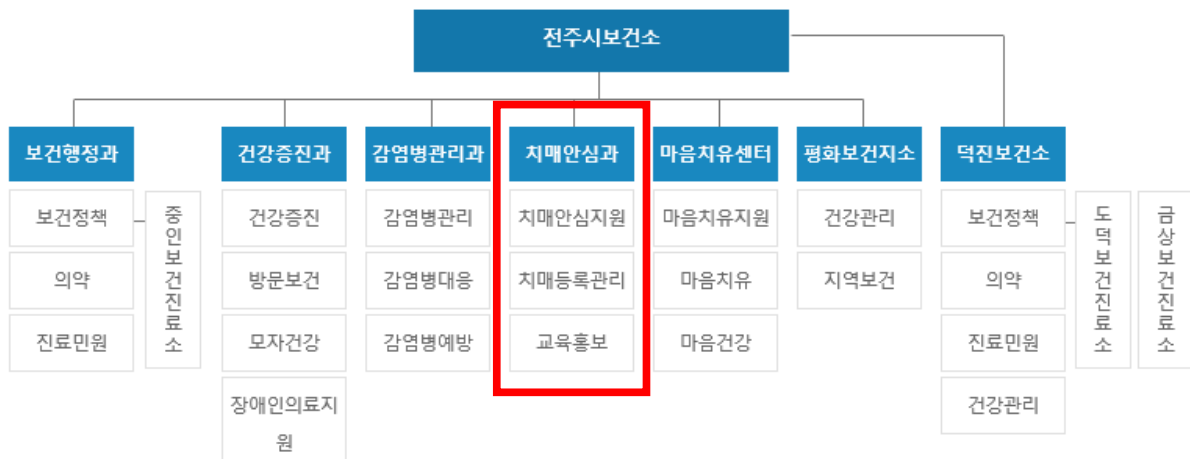 전주시보건소
보건행정과
건강증진과
감염병관리과
치매안심과
마음치유센터
평화보건지소
덕진보건소
보건정책
의약
진료민원
중인보건진료소
건강증진
방문보건
모자건강
장애인의료지
원
감염병관리
감염병대응
감염병예방
치매안심지원
치매등록관리
교육홍보
마음치유지원
마음치유
마음건강
건강관리
지역보건
보건정책
의약
진료민원
건강관리
도덕보건진료소
금상보건진료소